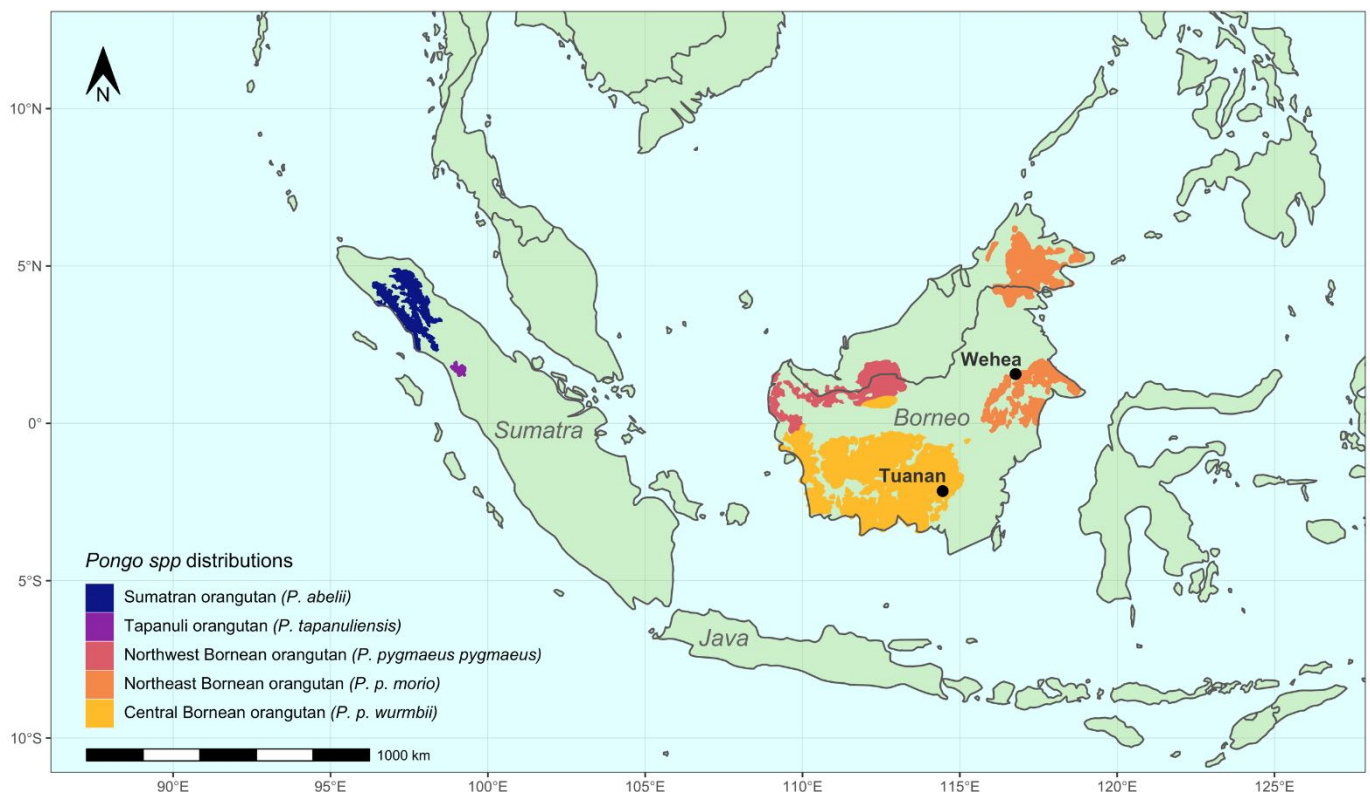 N
10°N
5°N
0°
5°S
10°S
Wehea
Borneo
Sumatra
Tuanan
Java
Pongo spp distributions
Sumatran orangutan (P. abelii)
Tapanuli orangutan (P. tapanuliensis)
Northwest Bornean orangutan (P. pygmaeus pygmaeus)
Northeast Bornean orangutan (P. p. morio)
Central Bornean orangutan (P. p. wurmbii)
1000 km
90°E
95°E
100°E
105°E
110°E
115°E
120°E
125°E